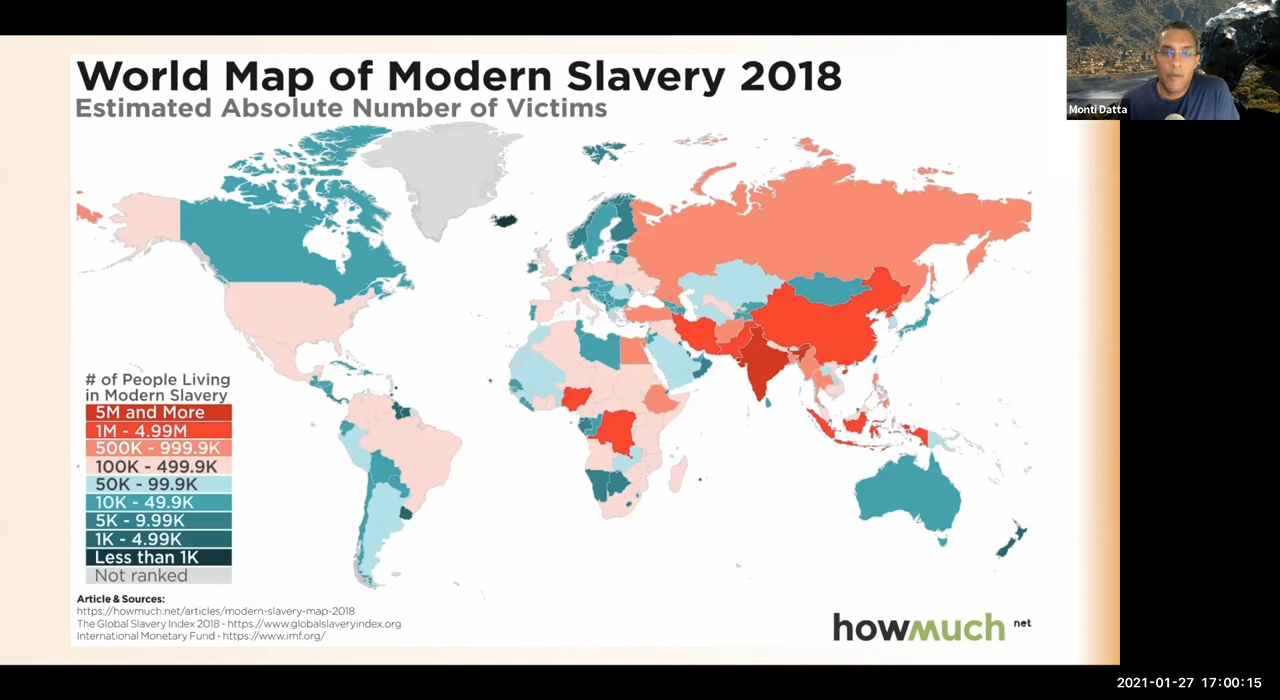 World Map of Modern Slavery 2018
Estimated Absolute Number of Victims
Monti Datta
# of People Living
in Modern Slavery
5M and More
1M - 4.99M
500K - 999.9K
100K - 499.9K
50K - 99.9K
10K - 49.9K
5K - 9.99K
1K - 4.99K
Less than 1K
Not ranked
Article & Sources:
https://howmuch.net/articles/modern-slavery-map-2018
The Global Slavery Index 2018 - https://www.globalslaveryindex.org
International Monetary Fund - https://www.imf.org/
howmuch net
2021-01-27 17:00:15